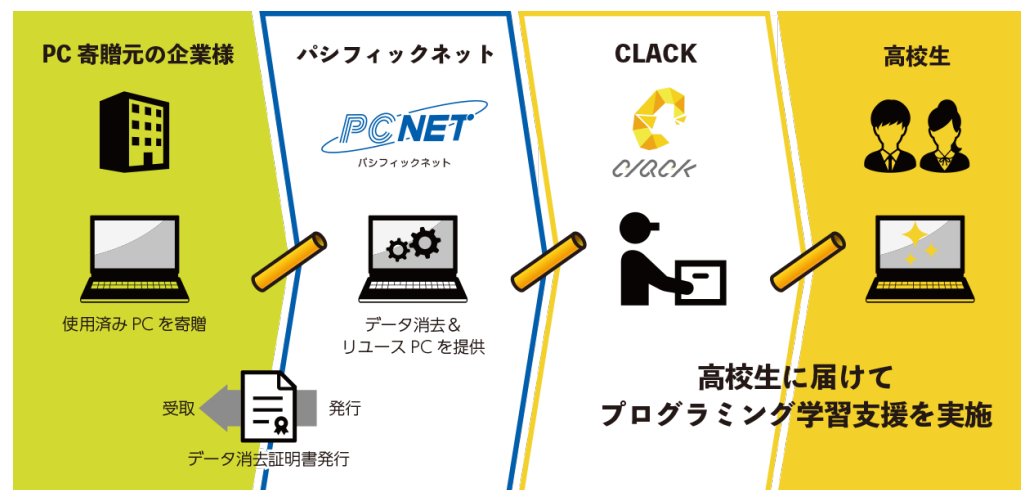 PC 寄贈元の企業様
パシフィックネット
CLACK
高校生
PC NET
パシフィックネット
CLACK
使用済み PC を寄贈
データ消去＆
リユース PC を提供
高校生に届けて
プログラミング学習支援を実施
受取
発行
データ消去証明書発行